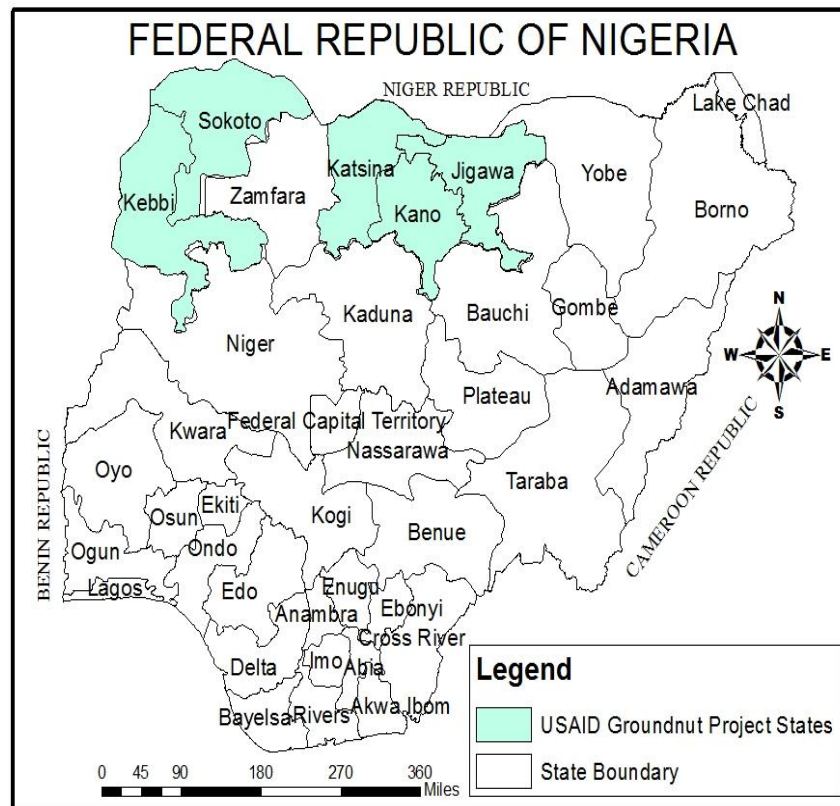 FEDERAL REPUBLIC OF NIGERIA
NIGER REPUBLIC
Lake Chad
Sokoto
Katsina
Jigawa
Yobe
Kebbi
Zamfara
Kano
Borno
Kaduna
Bauchi
Gombe
Niger
N
W
E
S
Plateau
Adamawa
Federal Capital Territory
Kwara
Nassarawa
Oyo
Taraba
BENIN REPUBLIC
CAMEROON REPUBLIC
Ekiti
Osun
Kogi
Benue
Ogun
Ondo
Lagos
Edo
Enugu
Anambra
Ebonyi
Cross River
Delta
Imo
Abia
Bayelsa
Rivers
Akwa Ibom
Legend
USAID Groundnut Project States
State Boundary
0 45 90 180 270 360
Miles